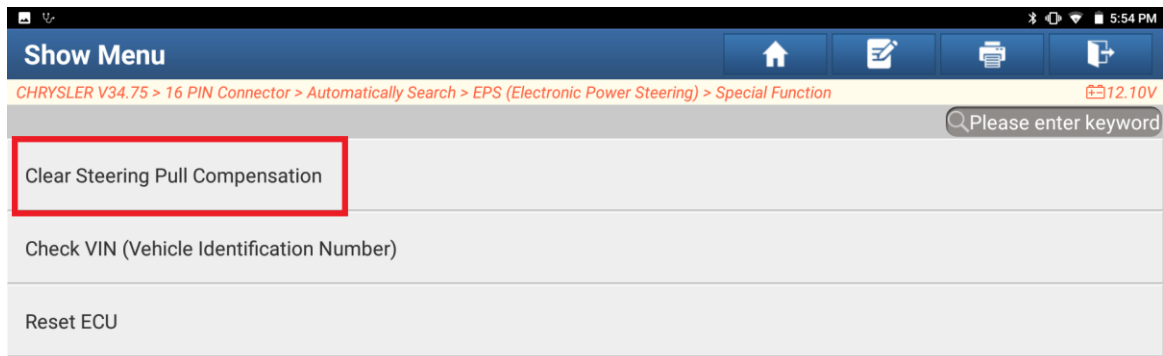 5:54 PM
Show Menu
CHRYSLER V34.75 > 16 PIN Connector > Automatically Search > EPS (Electronic Power Steering) > Special Function
12.10V
Please enter keyword
Clear Steering Pull Compensation
Check VIN (Vehicle Identification Number)
Reset ECU